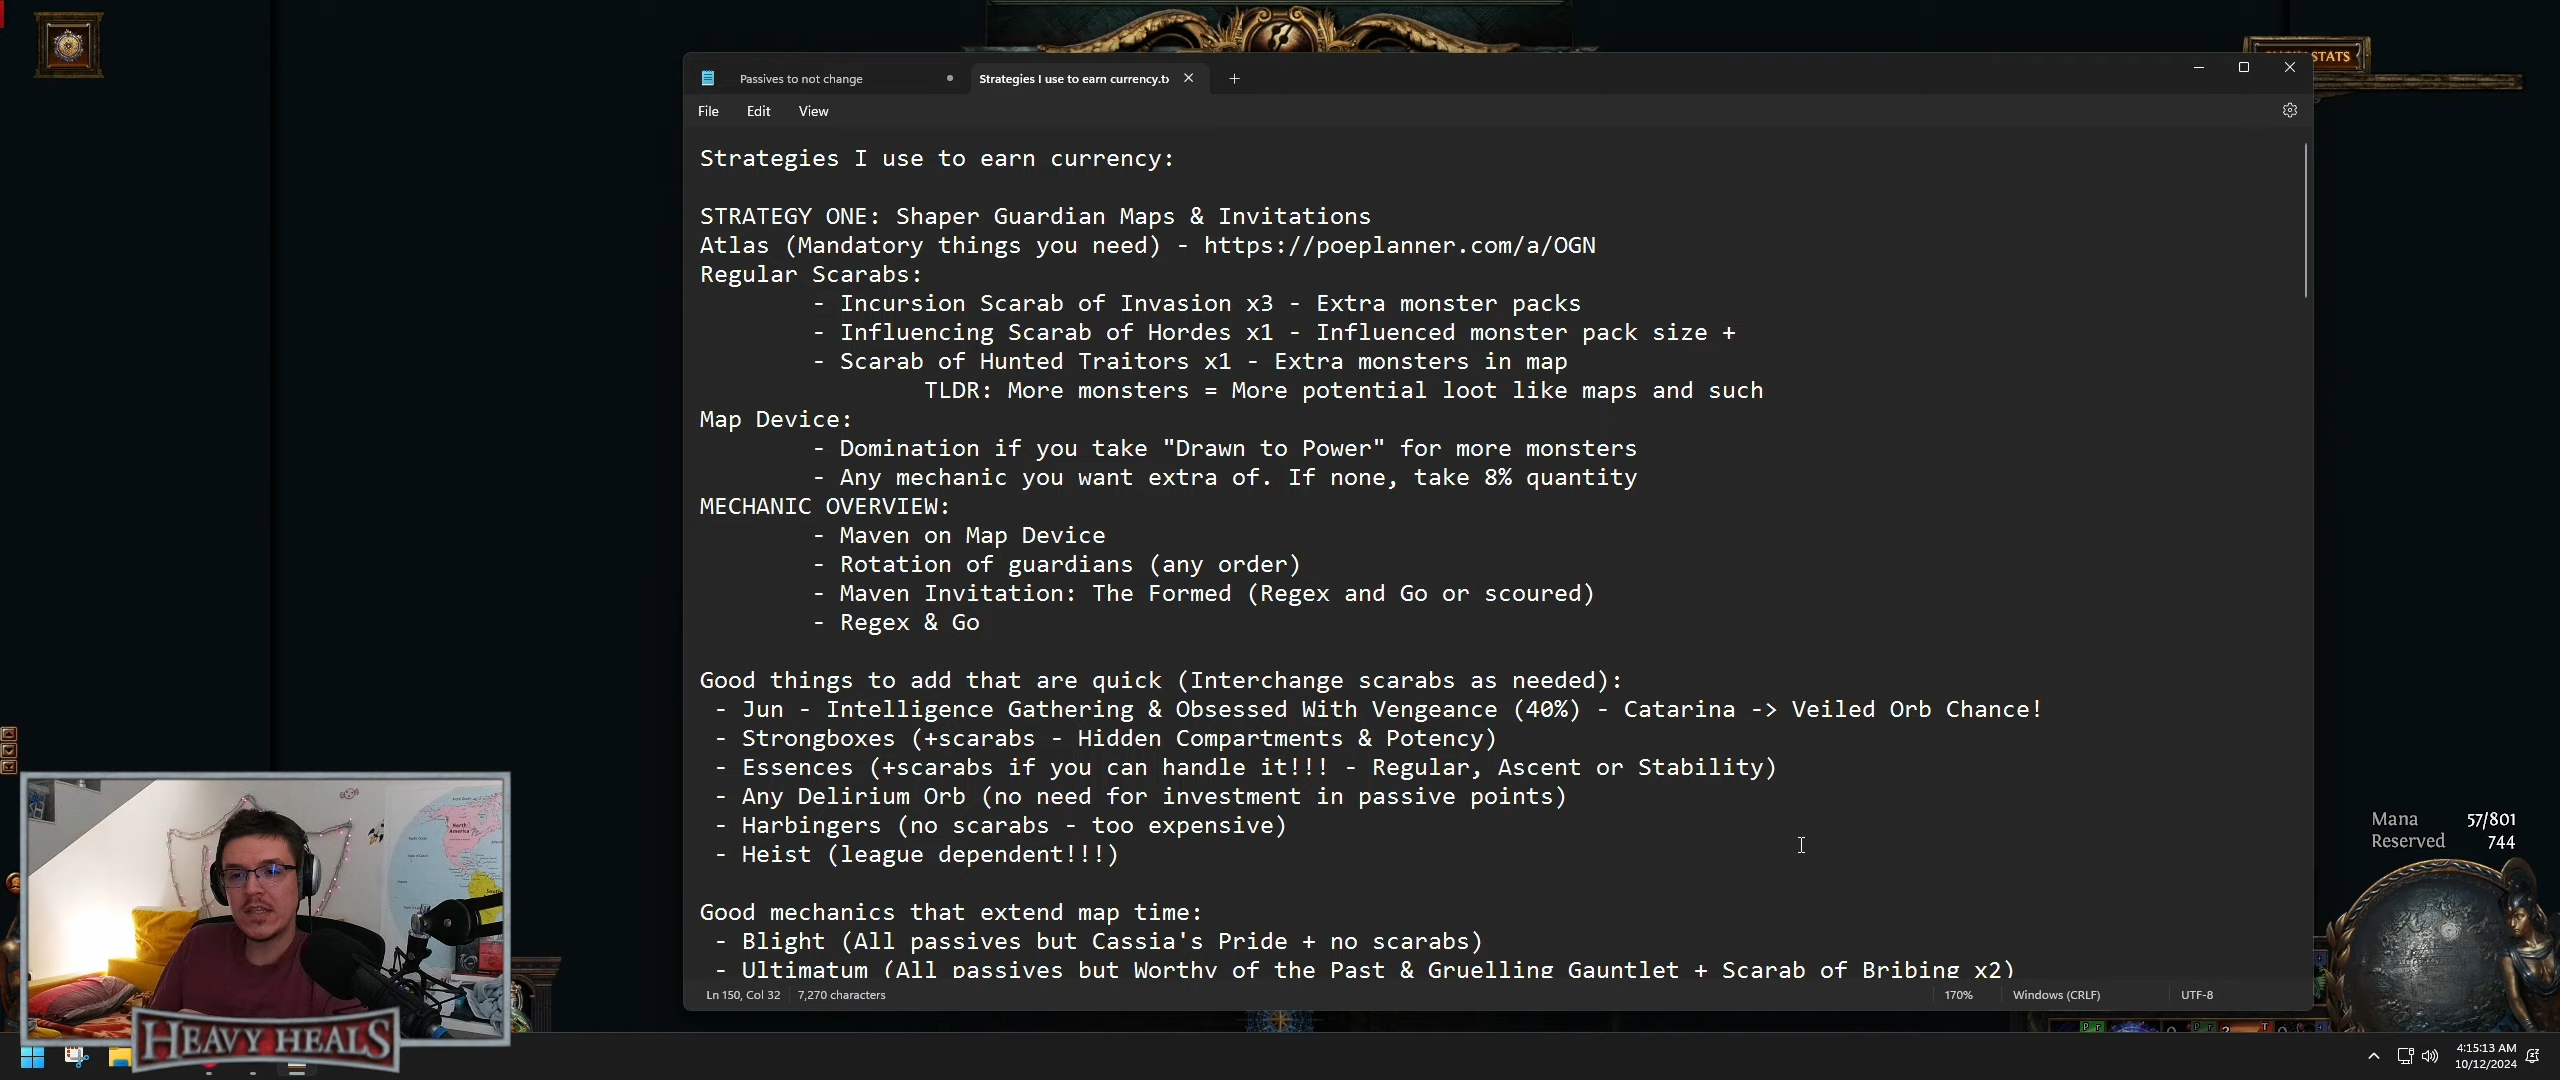 STATS
Passives to not change
Strategies I use to earn currency.tx
File Edit View
Strategies I use to earn currency:
STRATEGY ONE: Shaper Guardian Maps & Invitations
Atlas (Mandatory things you need) - https://poeplanner.com/a/OGN
Regular Scarabs:
- Incursion Scarab of Invasion x3 - Extra monster packs
- Influencing Scarab of Hordes x1 - Influenced monster pack size +
- Scarab of Hunted Traitors x1 - Extra monsters in map
TLDR: More monsters = More potential loot like maps and such
Map Device:
- Domination if you take "Drawn to Power" for more monsters
- Any mechanic you want extra of. If none, take 8% quantity
MECHANIC OVERVIEW:
- Maven on Map Device
- Rotation of guardians (any order)
- Maven Invitation: The Formed (Regex and Go or scoured)
- Regex & Go
Good things to add that are quick (Interchange scarabs as needed):
- Jun - Intelligence Gathering & Obsessed With Vengeance (40%) - Catarina -> Veiled Orb Chance!
- Strongboxes (+scarabs - Hidden Compartments & Potency)
- Essences (+scarabs if you can handle it!!! - Regular, Ascent or Stability)
- Any Delirium Orb (no need for investment in passive points)
- Harbingers (no scarabs - too expensive)
- Heist (league dependent!!!)
Good mechanics that extend map time:
- Blight (All passives but Cassia's Pride + no scarabs)
- Ultimatum (All passives but Worthy of the Past & Gruelling Gauntlet + Scarab of Bribing x2)
Ln 150, Col 32 7,270 characters 170% Windows (CRLF) UTF-8
Mana 57/801
Reserved 744
North America
HEAVY HEALS
4:15:13 AM
10/12/2024